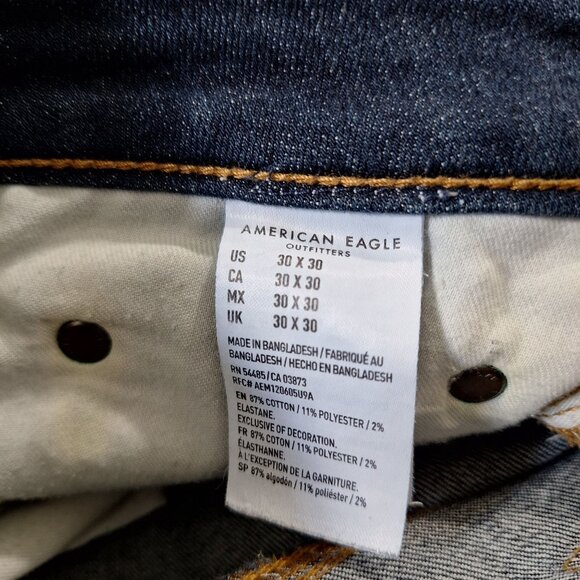 AMERICAN EAGLE
OUTFITTERS
US 30 X 30
CA 30 X 30
MX 30 X 30
UK 30 X 30
MADE IN BANGLADESH / FABRIQUÉ AU
BANGLADESH / HECHO EN BANGLADESH
RN 54485/CA 03873
RFC# AEM120605U9A
EN 87% COTTON / 11% POLYESTER / 2%
ELASTANE.
EXCLUSIVE OF DECORATION.
FR 87% COTON / 11% POLYESTER / 2%
ÉLASTHANNE.
À L'EXCEPTION DE LA GARNITURE.
SP 87% algodón / 11% poliéster / 2%